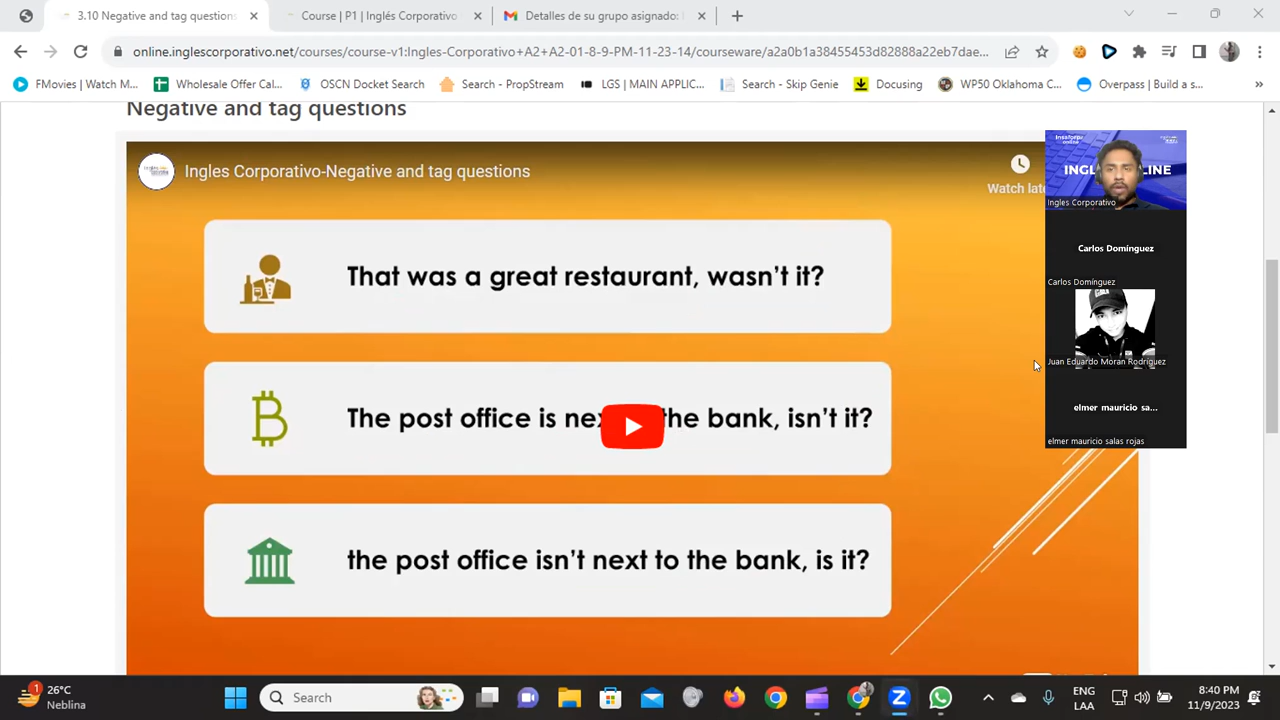 3.10 Negative and tag questions
Course | P1 | Inglés Corporativo
Detalles de su grupo asignado:
online.inglescorporativo.net/courses/course-v1:Ingles-Corporativo+A2+A2-01-8-9-PM-11-23-14/courseware/a2a0b1a38455453d82888a22eb7dae...
FMovies | Watch M...
Wholesale Offer Cal...
OSCN Docket Search
Search - PropStream
LGS | MAIN APPLIC...
Search - Skip Genie
Docusing
WP50 Oklahoma C...
Overpass | Build a s...
Negative and tag questions
Ingles Corporativo-Negative and tag questions
Watch late
That was a great restaurant, wasn't it?
The post office is nex the bank, isn't it?
the post office isn't next to the bank, is it?
INGL INE
Ingles Corporativo
Carlos Domínguez
Carlos Domínguez
Juan Eduardo Moran Rodriguez
elmer mauricio sa...
elmer mauricio salas rojas
1
26°C
Neblina
Search
ENG
LAA
8:40 PM
11/9/2023